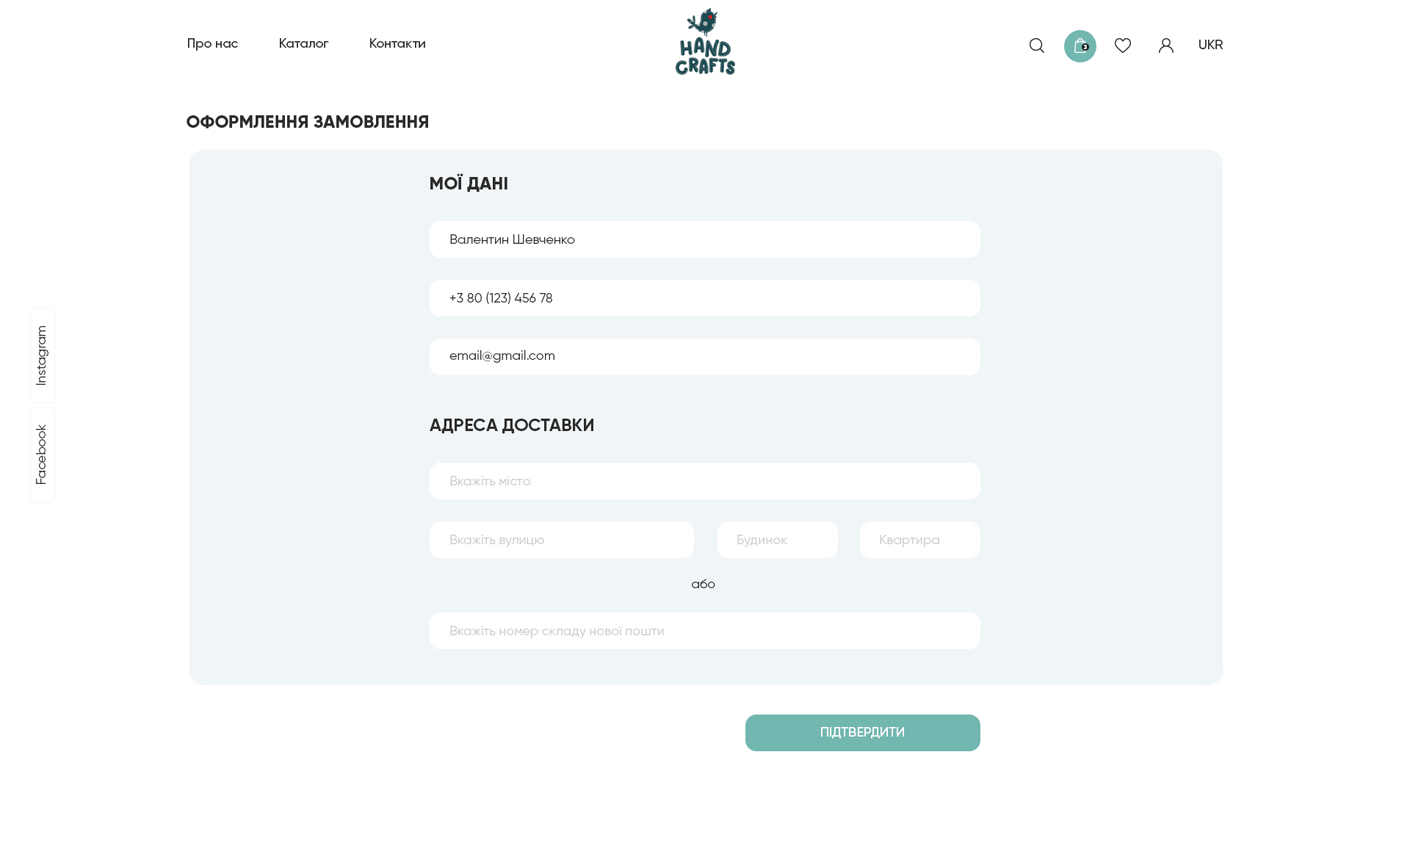 Про нас Каталог Контакти
HAND
CRAFTS
3
UKR
ОФОРМЛЕННЯ ЗАМОВЛЕННЯ
МОЇ ДАНІ
Валентин Шевченко
+3 80 (123) 456 78
email@gmail.com
Instagram
Facebook
АДРЕСА ДОСТАВКИ
Вкажіть місто
Вкажіть вулицю Будинок Квартира
або
Вкажіть номер складу нової пошти
ПІДТВЕРДИТИ